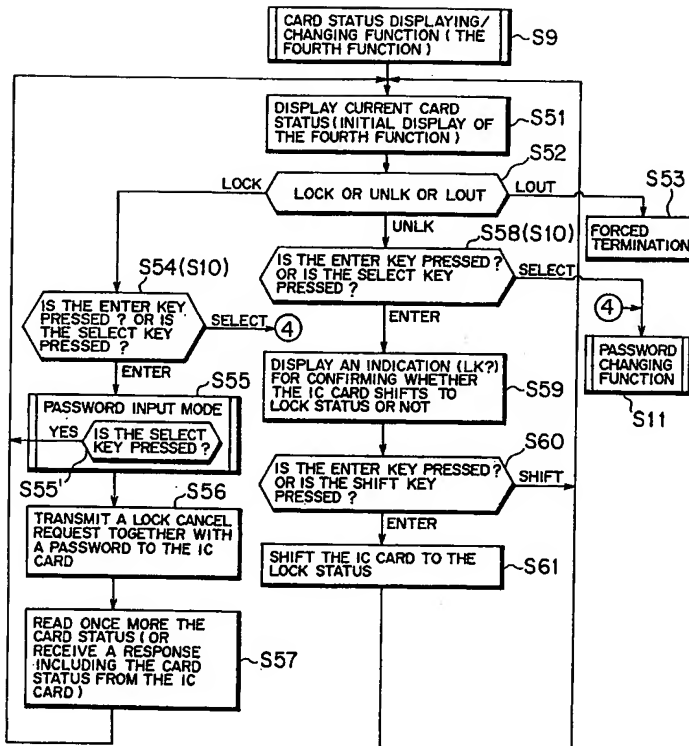 CARD STATUS DISPLAYING/
CHANGING FUNCTION ( THE
FOURTH FUNCTION )
S9
DISPLAY CURRENT CARD
STATUS (INITIAL DISPLAY OF
THE FOURTH FUNCTION)
S51
S52
LOCK
LOCK OR UNLK OR LOUT
LOUT
UNLK
S53
FORCED
TERMINATION
S54 (S10)
IS THE ENTER KEY
PRESSED ? OR IS
THE SELECT KEY
PRESSED ?
SELECT
4
ENTER
S58 (S10)
IS THE ENTER KEY PRESSED ?
OR IS THE SELECT KEY
PRESSED ?
SELECT
ENTER
4
PASSWORD
CHANGING
FUNCTION
S11
S55
PASSWORD INPUT MODE
YES
IS THE SELECT
KEY PRESSED ?
S55'
DISPLAY AN INDICATION (LK?)
FOR CONFIRMING WHETHER
THE IC CARD SHIFTS TO
LOCK STATUS OR NOT
S59
S60
IS THE ENTER KEY PRESSED?
OR IS THE SHIFT KEY
PRESSED ?
SHIFT
ENTER
S56
TRANSMIT A LOCK CANCEL
REQUEST TOGETHER WITH
A PASSWORD TO THE IC
CARD
SHIFT THE IC CARD TO THE
LOCK STATUS
S61
READ ONCE MORE THE
CARD STATUS ( OR
RECEIVE A RESPONSE
INCLUDING THE CARD
STATUS FROM THE IC
CARD )
S57